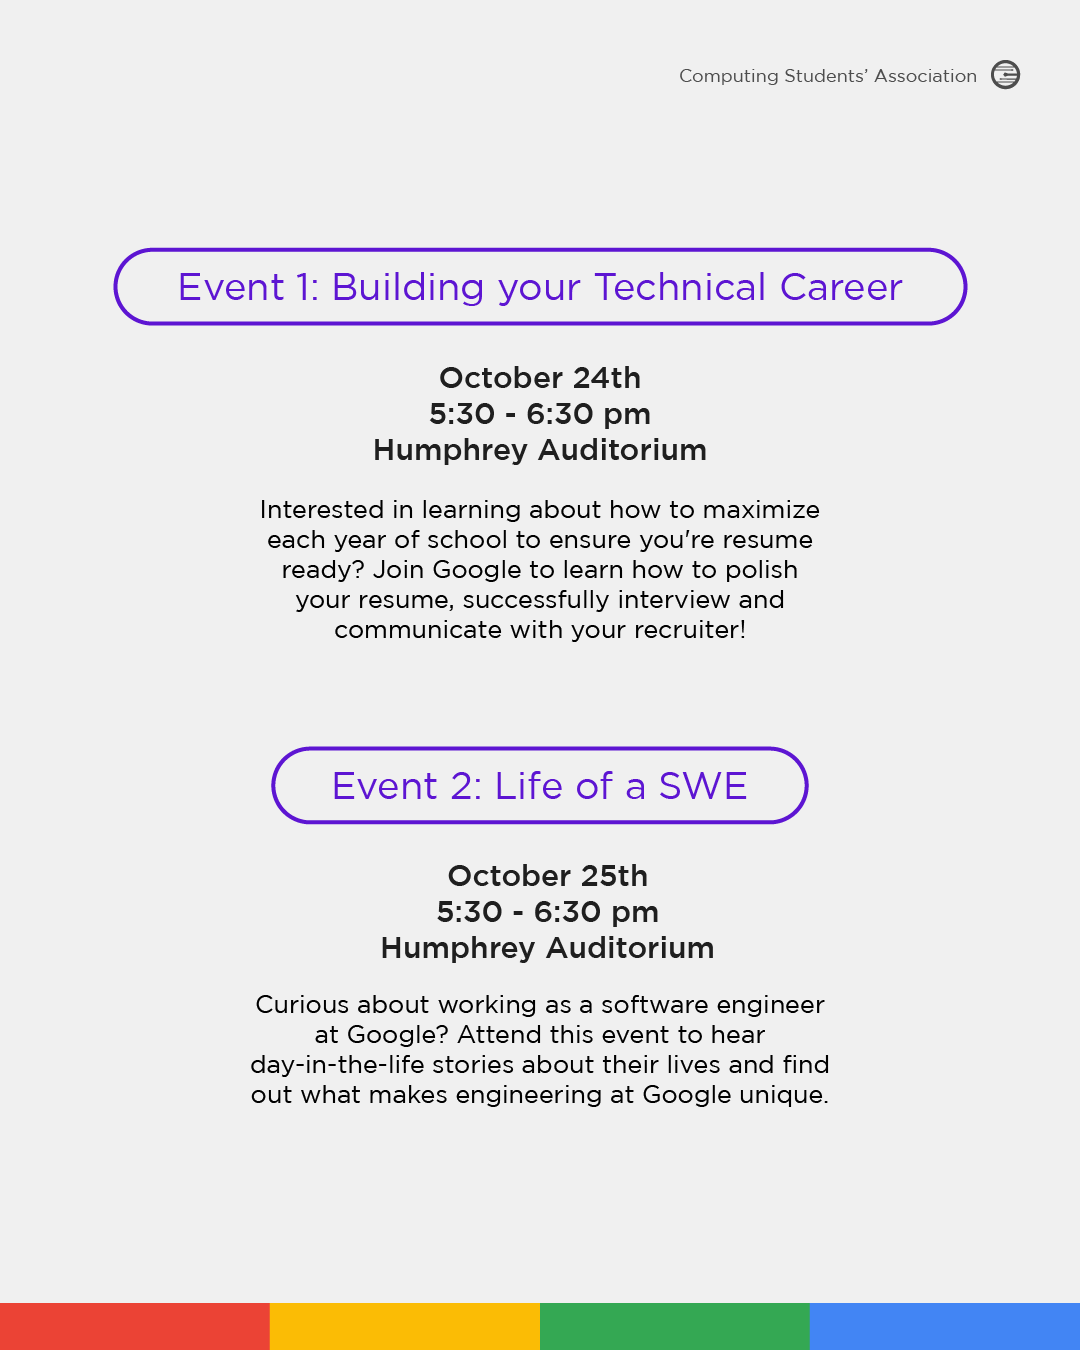 Computing Students’ Association
Event 1: Building your Technical Career
October 24th
5:30 - 6:30 pm
Humphrey Auditorium
Interested in learning about how to maximize
each year of school to ensure you're resume
ready? Join Google to learn how to polish
your resume, successfully interview and
communicate with your recruiter!
Event 2: Life of a SWE
October 25th
5:30 - 6:30 pm
Humphrey Auditorium
Curious about working as a software engineer
at Google? Attend this event to hear
day-in-the-life stories about their lives and find
out what makes engineering at Google unique.